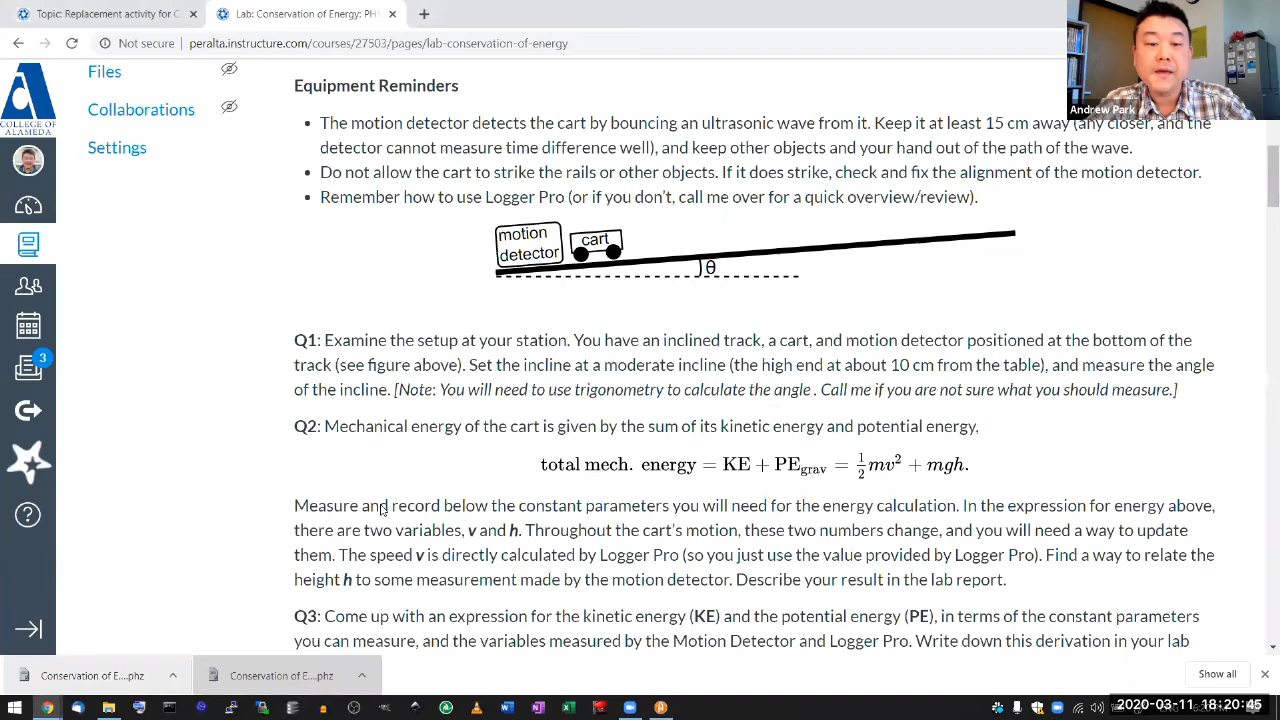 Topic: Replacement activity for C
Lab: Conservation of Energy: PHY
Not secure | peralta.instructure.com/courses/27503/pages/lab-conservation-of-energy
COLLEGE OF
ALAMEDA
Files
Collaborations
Settings
3
Andrew Park
Equipment Reminders
• The motion detector detects the cart by bouncing an ultrasonic wave from it. Keep it at least 15 cm away (any closer, and the
detector cannot measure time difference well), and keep other objects and your hand out of the path of the wave.
• Do not allow the cart to strike the rails or other objects. If it does strike, check and fix the alignment of the motion detector.
• Remember how to use Logger Pro (or if you don't, call me over for a quick overview/review).
motion
detector
cart
θ
Q1: Examine the setup at your station. You have an inclined track, a cart, and motion detector positioned at the bottom of the
track (see figure above). Set the incline at a moderate incline (the high end at about 10 cm from the table), and measure the angle
of the incline. [Note: You will need to use trigonometry to calculate the angle . Call me if you are not sure what you should measure.]
Q2: Mechanical energy of the cart is given by the sum of its kinetic energy and potential energy,
total mech. energy = KE + PE_grav = 1/2 mv² + mgh.
Measure and record below the constant parameters you will need for the energy calculation. In the expression for energy above,
there are two variables, v and h. Throughout the cart's motion, these two numbers change, and you will need a way to update
them. The speed v is directly calculated by Logger Pro (so you just use the value provided by Logger Pro). Find a way to relate the
height h to some measurement made by the motion detector. Describe your result in the lab report.
Q3: Come up with an expression for the kinetic energy (KE) and the potential energy (PE), in terms of the constant parameters
you can measure, and the variables measured by the Motion Detector and Logger Pro. Write down this derivation in your lab
Conservation of E....phz
Conservation of E....phz
Show all
2020-03-11 18:20:45